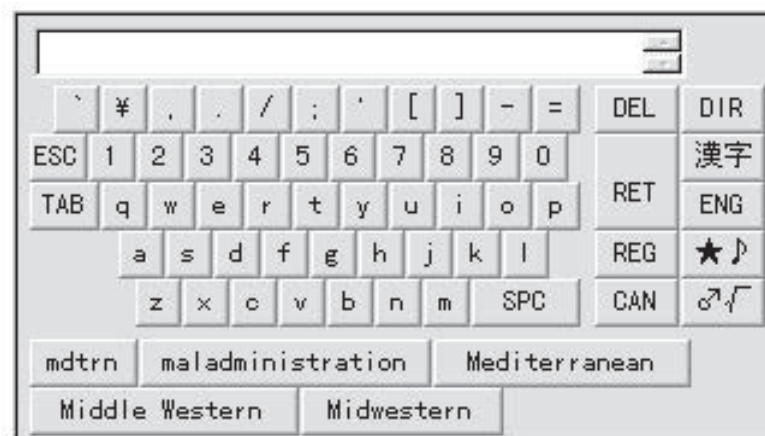 ` ¥ , . / ; ' [ ] - = DEL DIR
ESC 1 2 3 4 5 6 7 8 9 0 漢字
TAB q w e r t y u i o p RET ENG
a s d f g h j k l REG ★♪
z x c v b n m SPC CAN ♂√
mdtrn maladministration Mediterranean
Middle Western Midwestern